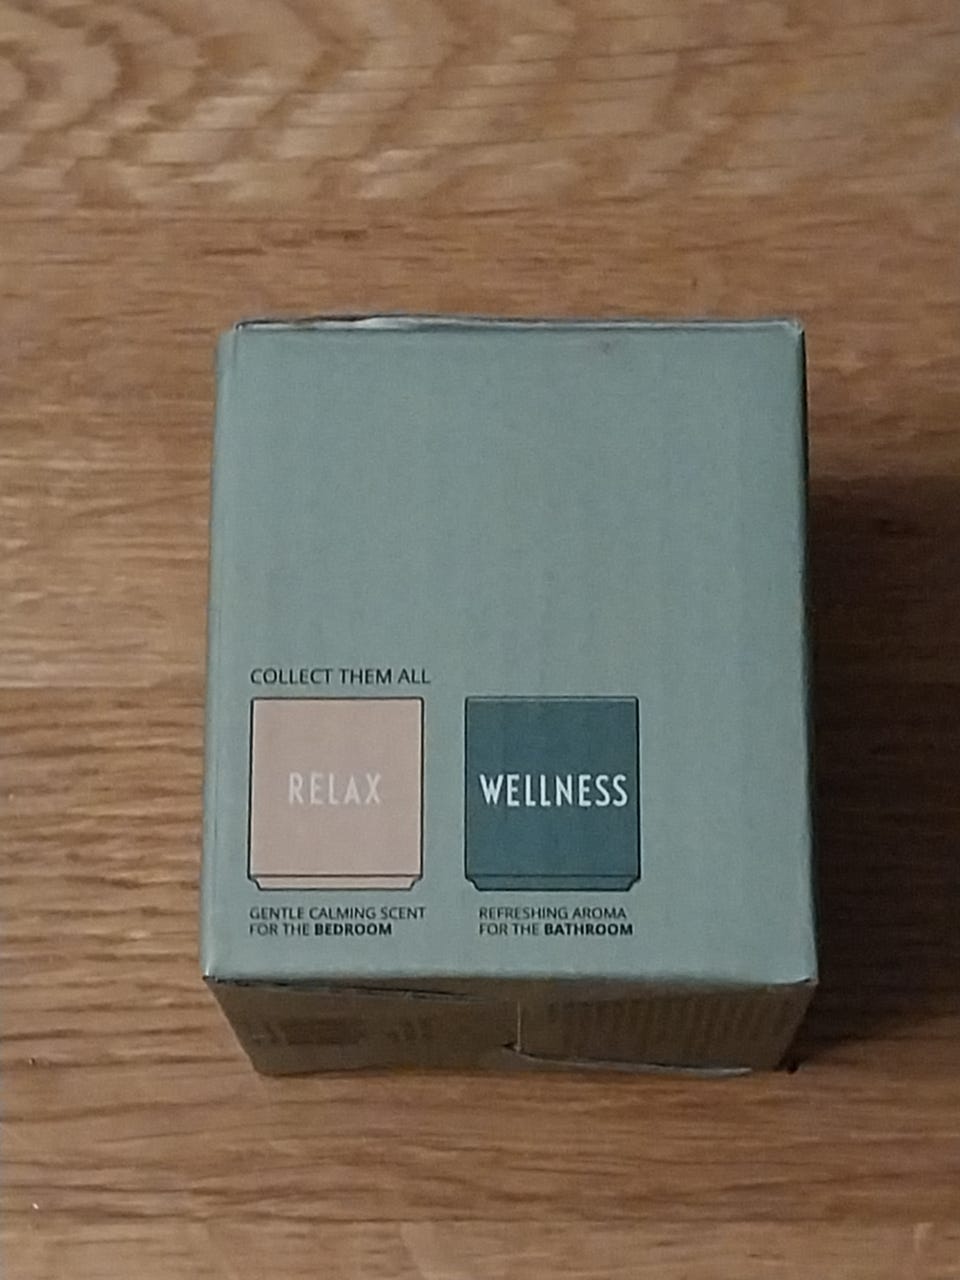 COLLECT THEM ALL
RELAX
WELLNESS
GENTLE CALMING SCENT
FOR THE BEDROOM
REFRESHING AROMA
FOR THE BATHROOM